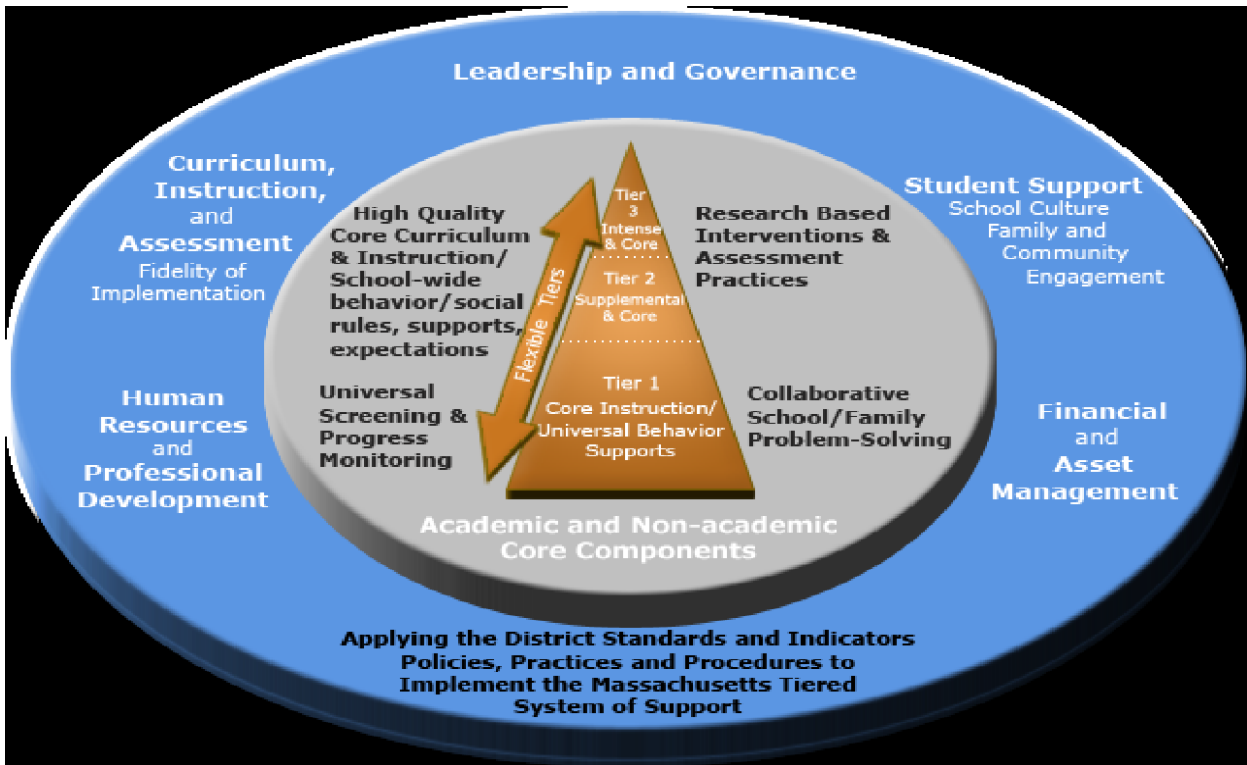 Leadership and Governance
Curriculum,
Instruction,
and
Assessment
Fidelity of
Implementation
Human
Resources
and
Professional
Development
High Quality
Core Curriculum
& Instruction/
School-wide
behavior/social
rules, supports,
expectations
Universal
Screening &
Progress
Monitoring
Flexible Tiers
Tier
3
Intense
& Core
Tier 2
Supplemental
& Core
Tier 1
Core Instruction/
Universal Behavior
Supports
Research Based
Interventions &
Assessment
Practices
Collaborative
School/Family
Problem-Solving
Student Support
School Culture
Family and
Community
Engagement
Financial
and
Asset
Management
Academic and Non-academic
Core Components
Applying the District Standards and Indicators
Policies, Practices and Procedures to
Implement the Massachusetts Tiered
System of Support